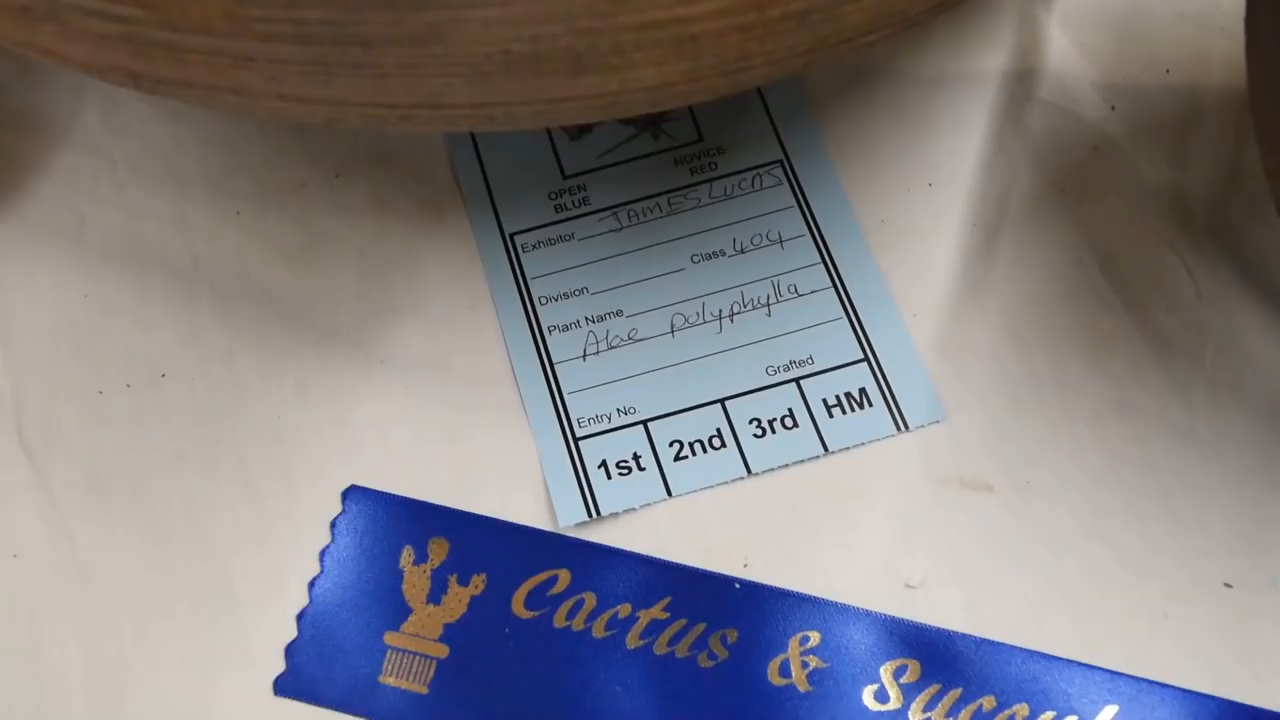 OPEN BLUE
NOVICE RED
Exhibitor JAMES LUCAS
Class 404
Division
Plant Name
Aloe polyphylla
Grafted
Entry No.
1st 2nd 3rd HM
Cactus & Succul